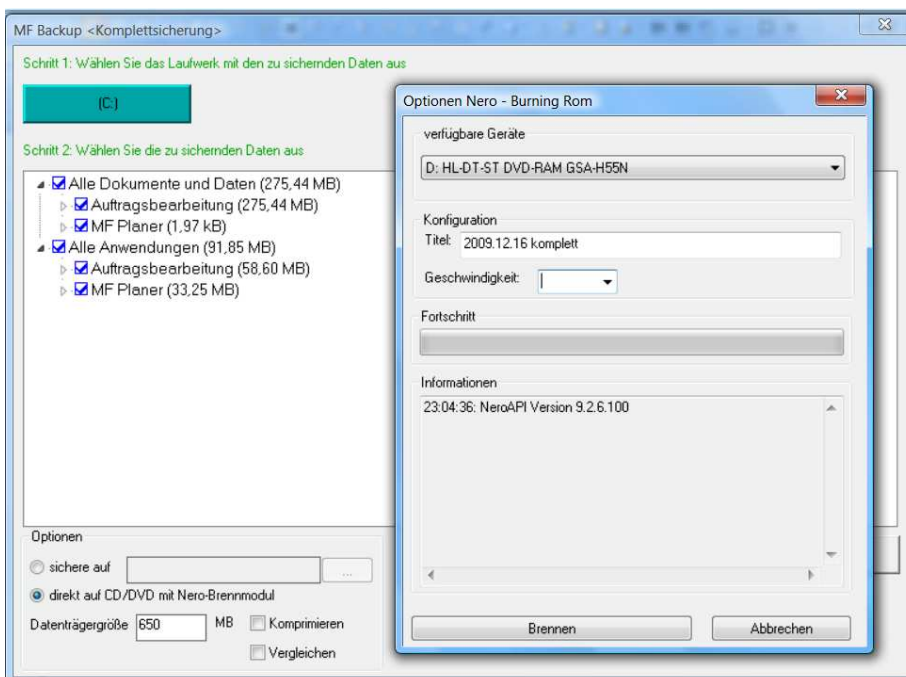 MF Backup <Komplettsicherung>
Schritt 1: Wählen Sie das Laufwerk mit den zu sichernden Daten aus
(C:)
Schritt 2: Wählen Sie die zu sichernden Daten aus
Alle Dokumente und Daten (275,44 MB)
Auftragsbearbeitung (275,44 MB)
MF Planer (1,97 kB)
Alle Anwendungen (91,85 MB)
Auftragsbearbeitung (58,60 MB)
MF Planer (33,25 MB)
Optionen
sichere auf
...
direkt auf CD/DVD mit Nero-Brennmodul
Datenträgergröße 650 MB
Komprimieren
Vergleichen
Optionen Nero - Burning Rom
verfügbare Geräte
D: HL-DT-ST DVD-RAM GSA-H55N
Konfiguration
Titel: 2009.12.16 komplett
Geschwindigkeit:
Fortschritt
Informationen
23:04:36: NeroAPI Version 9.2.6.100
Brennen
Abbrechen